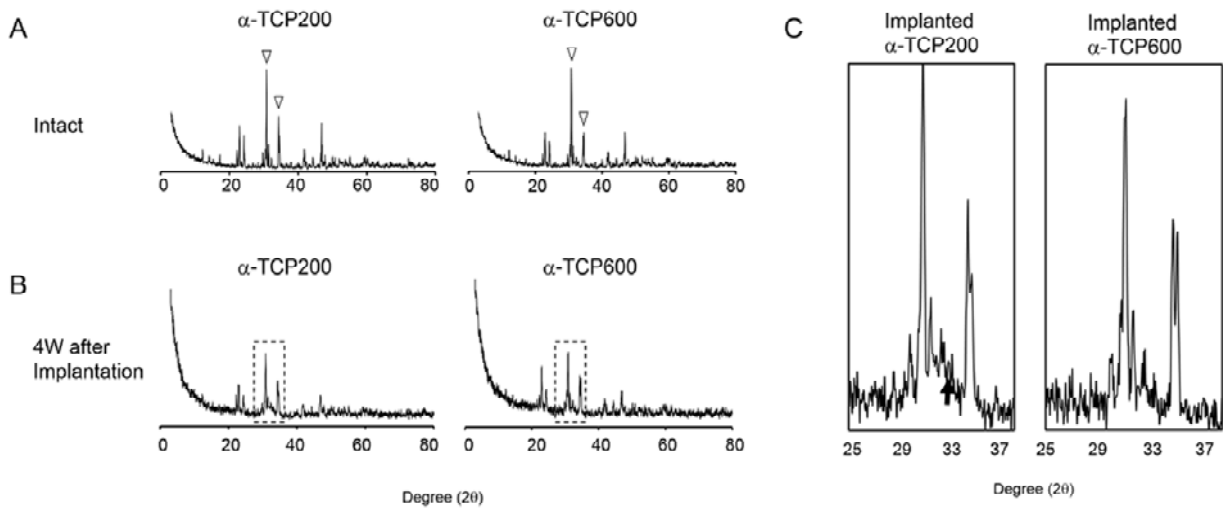 A
α-TCP200
α-TCP600
Intact
0 20 40 60 80
0 20 40 60 80
B
α-TCP200
α-TCP600
4W after
Implantation
0 20 40 60 80
0 20 40 60 80
Degree (2θ)
C
Implanted
α-TCP200
Implanted
α-TCP600
25 29 33 37
25 29 33 37
Degree (2θ)